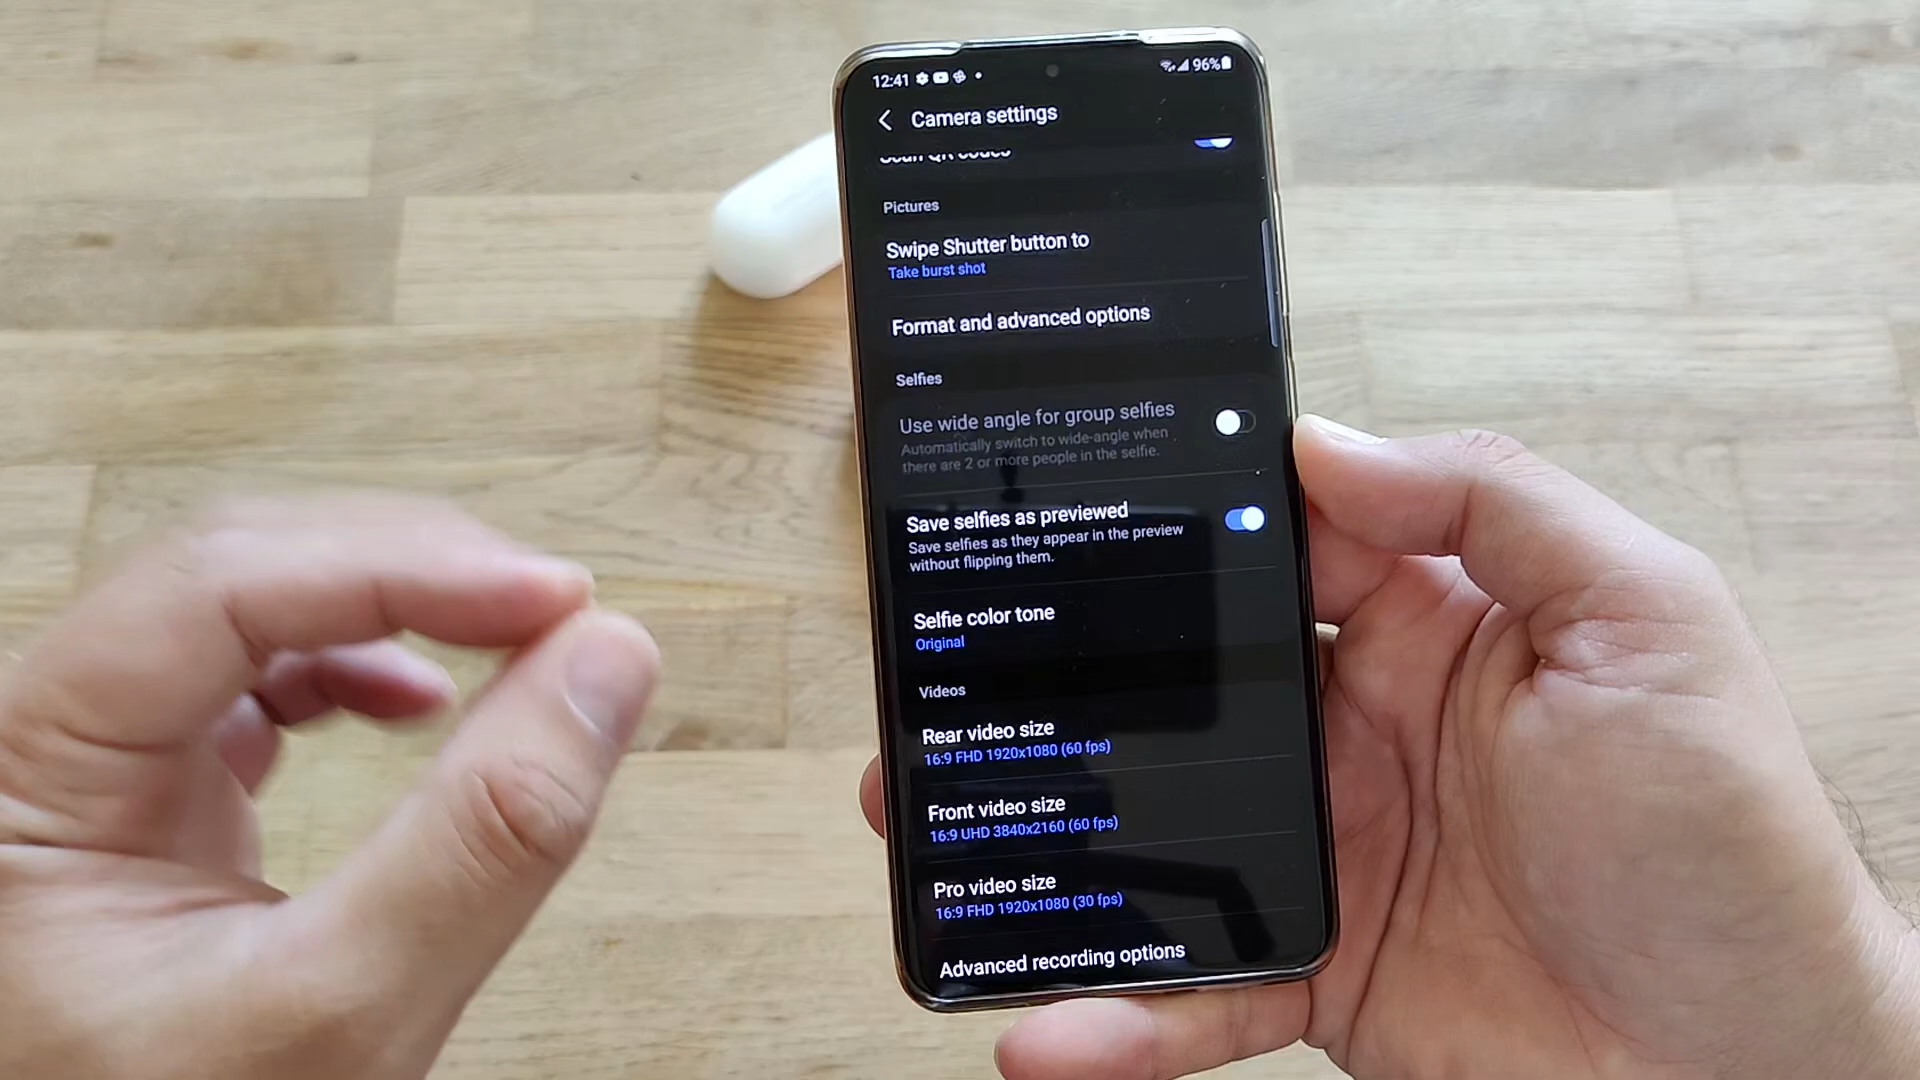 12:41
96%
Camera settings
Scan QR codes
Pictures
Swipe Shutter button to
Take burst shot
Format and advanced options
Selfies
Use wide angle for group selfies
Automatically switch to wide-angle when
there are 2 or more people in the selfie.
Save selfies as previewed
Save selfies as they appear in the preview
without flipping them.
Selfie color tone
Original
Videos
Rear video size
16:9 FHD 1920x1080 (60 fps)
Front video size
16:9 UHD 3840x2160 (60 fps)
Pro video size
16:9 FHD 1920x1080 (30 fps)
Advanced recording options